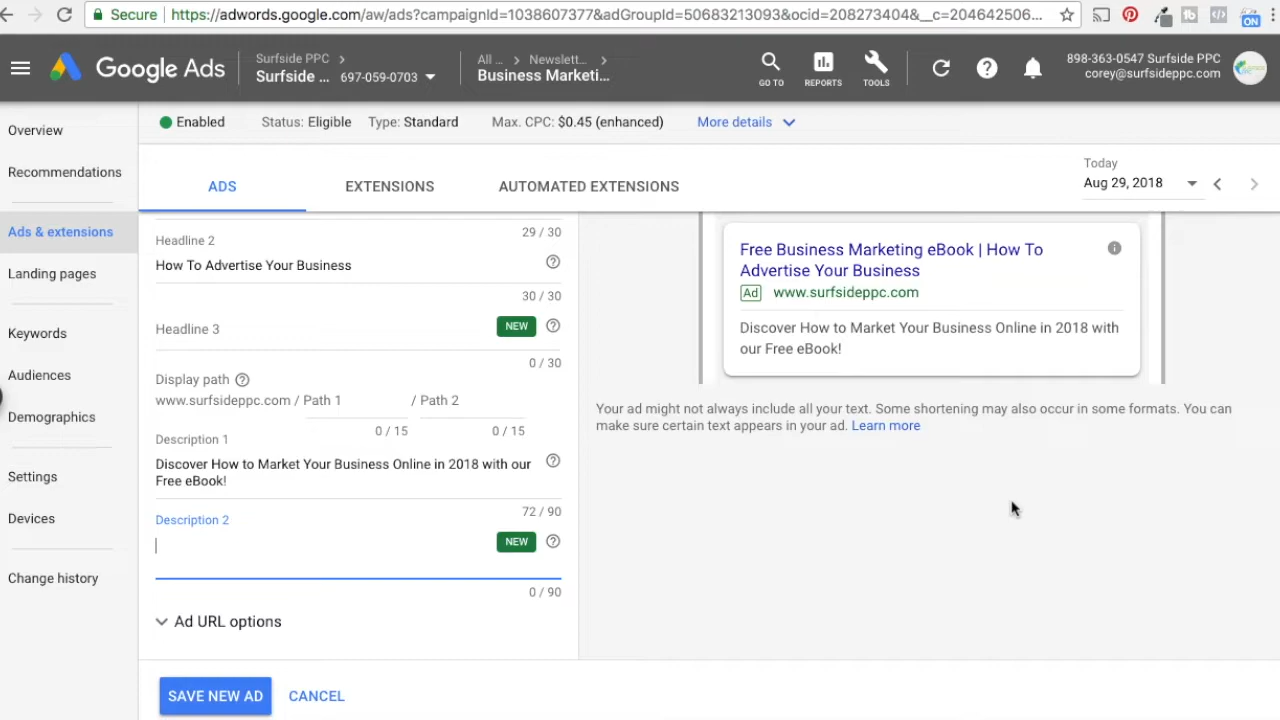 Secure https://adwords.google.com/aw/ads?campaignId=1038607377&adGroupId=50683213093&ocid=208273404&__c=204642506...
ON
Google Ads
Surfside PPC
Surfside ... 697-059-0703
All ... Newslett...
Business Marketi...
GO TO
REPORTS
TOOLS
898-363-0547 Surfside PPC
corey@surfsideppc.com
Overview
Recommendations
Ads & extensions
Landing pages
Keywords
Audiences
Demographics
Settings
Devices
Change history
Enabled Status: Eligible Type: Standard Max. CPC: $0.45 (enhanced) More details
ADS EXTENSIONS AUTOMATED EXTENSIONS
Today
Aug 29, 2018
29 / 30
Headline 2
How To Advertise Your Business
30 / 30
Headline 3 NEW
0 / 30
Display path
www.surfsideppc.com / Path 1 / Path 2
0 / 15 0 / 15
Description 1
Discover How to Market Your Business Online in 2018 with our
Free eBook!
72 / 90
Description 2
NEW
0 / 90
Ad URL options
SAVE NEW AD CANCEL
Free Business Marketing eBook | How To
Advertise Your Business
Ad www.surfsideppc.com
Discover How to Market Your Business Online in 2018 with
our Free eBook!
Your ad might not always include all your text. Some shortening may also occur in some formats. You can
make sure certain text appears in your ad. Learn more